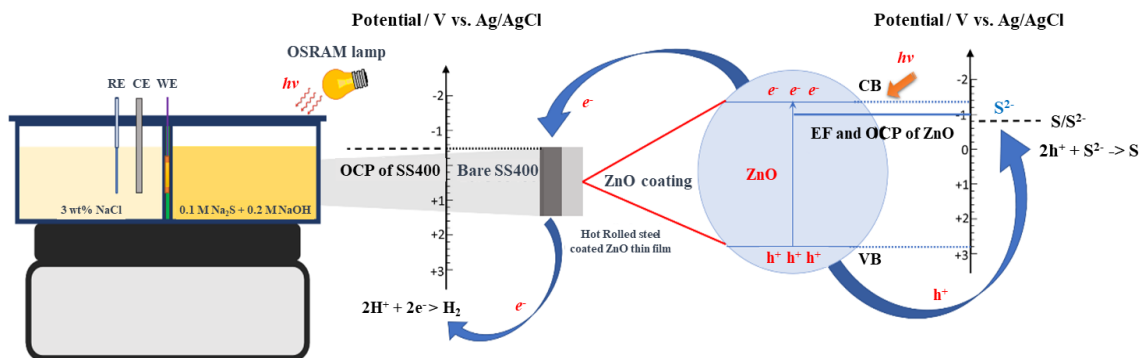 Potential / V vs. Ag/AgCl
Potential / V vs. Ag/AgCl
OSRAM lamp
hv
RE CE WE
3 wt% NaCl
0.1 M Na₂S + 0.2 M NaOH
-2
-1
0
+1
+2
+3
OCP of SS400
Bare SS400
e⁻
ZnO coating
Hot Rolled steel
coated ZnO thin film
2H⁺ + 2e⁻> H₂
e⁻
hv
e⁻ e⁻ e⁻
CB
EF and OCP of ZnO
ZnO
h⁺ h⁺ h⁺
VB
-2
-1
0
+1
+2
+3
S²⁻
S/S²⁻
2h⁺ + S²⁻ -> S
h⁺